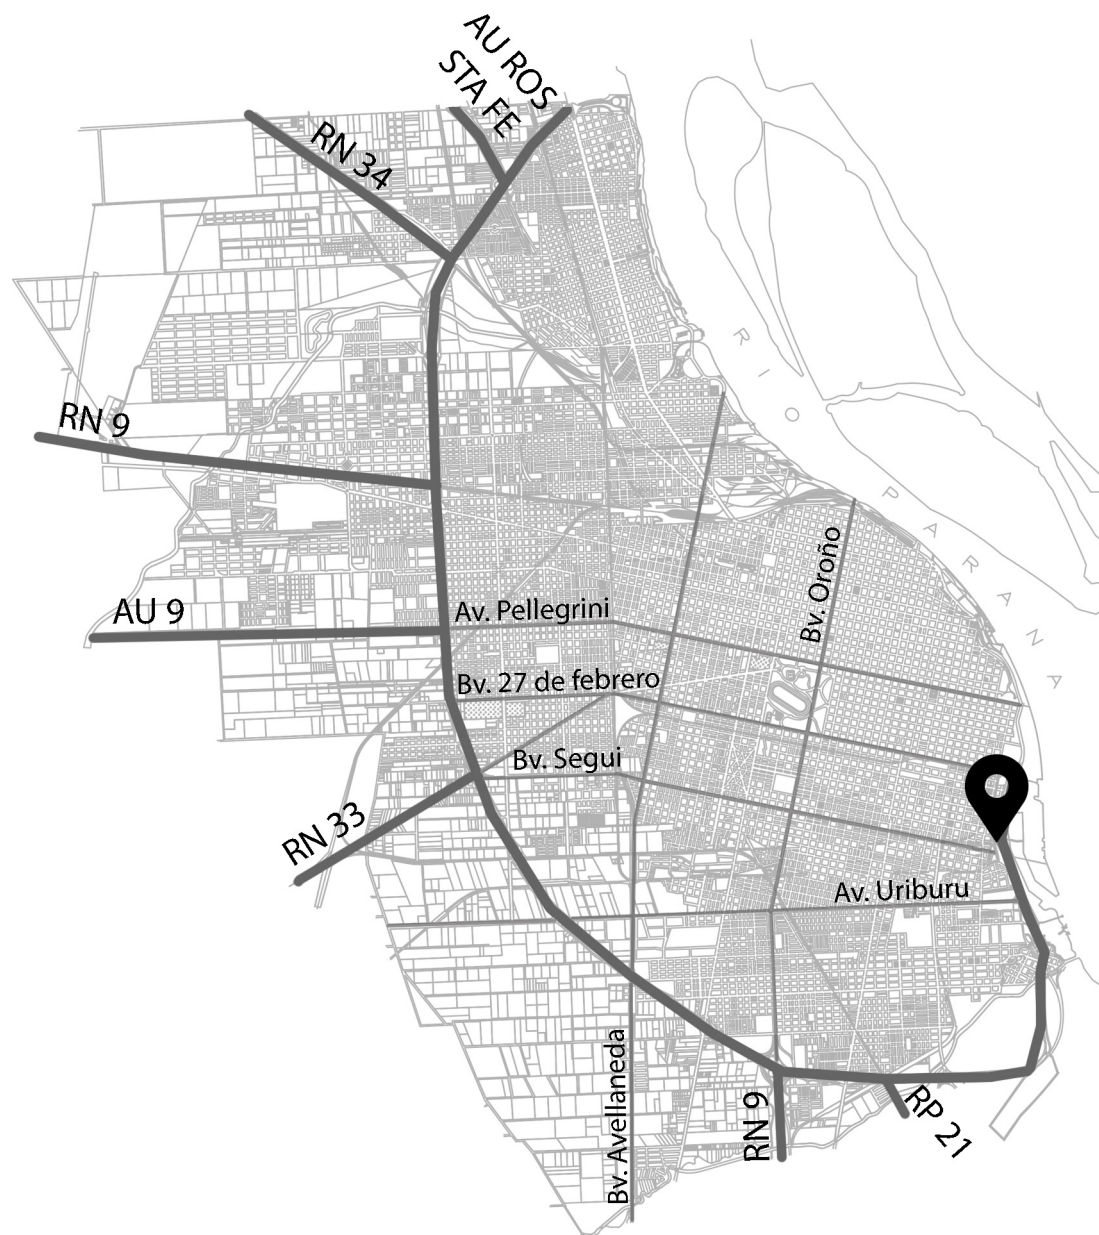 AU ROS
STA FE
RN 34
RIO PARANA
RN 9
Bv. Oroño
AU 9
Av. Pellegrini
Bv. 27 de febrero
Bv. Segui
RN 33
Av. Uriburu
Bv. Avellaneda
RN 9
RP 21